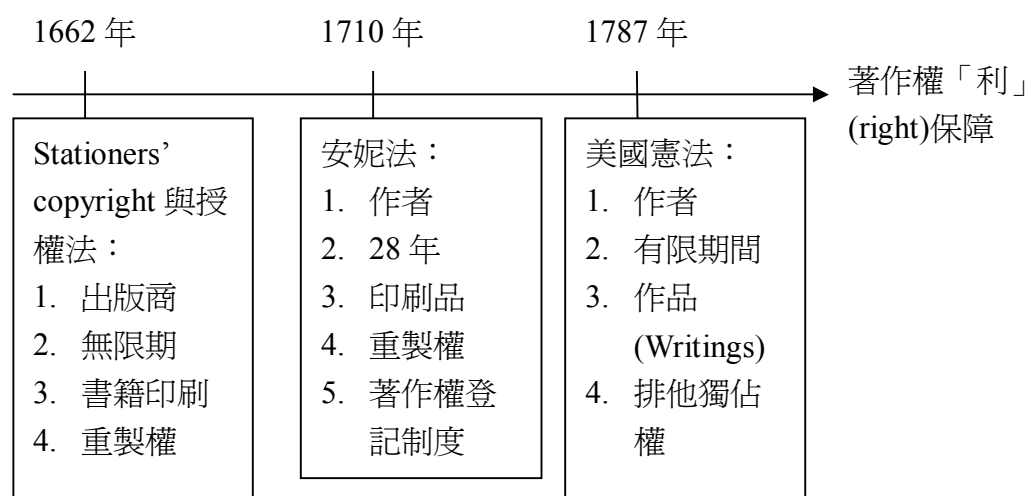 1662 年
1710 年
1787 年
著作權「利」
(right)保障
Stationers’
copyright 與授
權法：
1. 出版商
2. 無限期
3. 書籍印刷
4. 重製權
安妮法：
1. 作者
2. 28 年
3. 印刷品
4. 重製權
5. 著作權登
記制度
美國憲法：
1. 作者
2. 有限期間
3. 作品
(Writings)
4. 排他獨佔
權